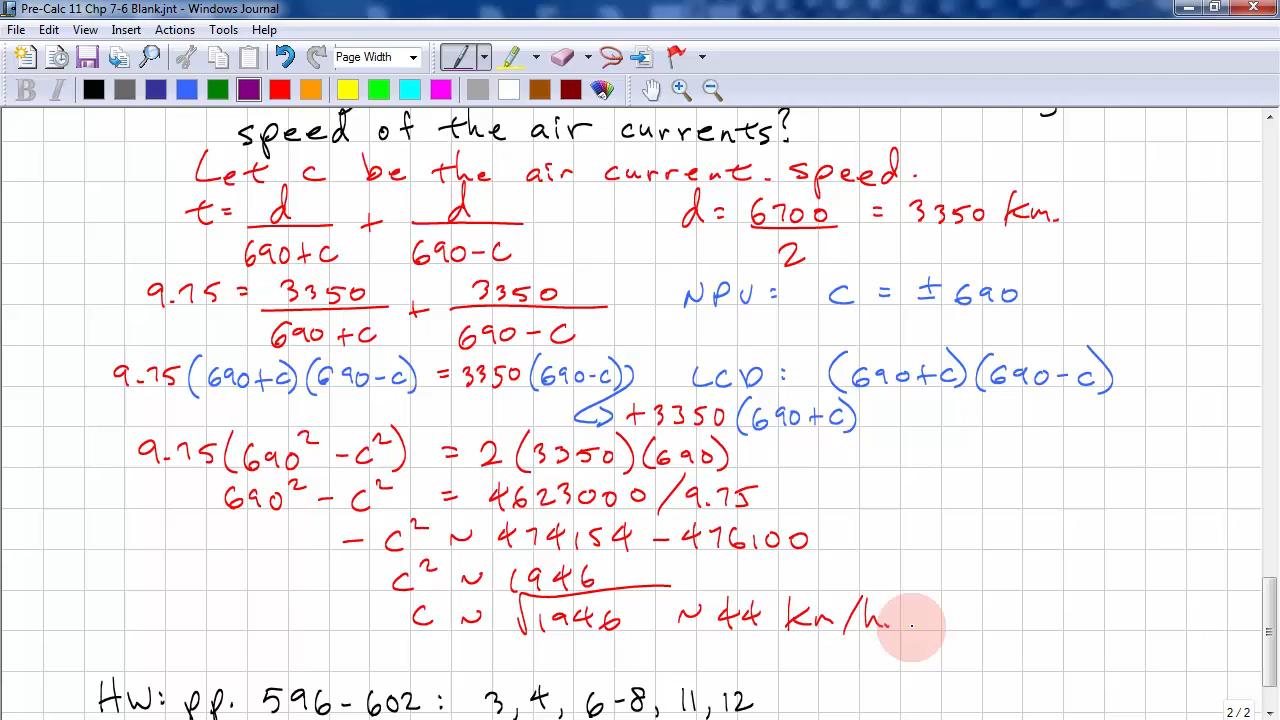 Pre-Calc 11 Chp 7-6 Blank.jnt - Windows Journal
File Edit View Insert Actions Tools Help
Page Width
speed of the air currents?
Let c be the air current speed.
t = d/(690+c) + d/(690-c) d = 6700/2 = 3350 km.
9.75 = 3350/(690+c) + 3350/(690-c) NPV: c = ±690
9.75(690+c)(690-c) = 3350(690-c) LCD: (690+c)(690-c)
+3350(690+c)
9.75(690² - c²) = 2(3350)(690)
690² - c² = 4623000/9.75
-c² ~ 474154 - 476100
c² ~ 1946
c ~ √1946 ~ 44 km/h.
HW: pp. 596-602: 3, 4, 6-8, 11, 12
2/2